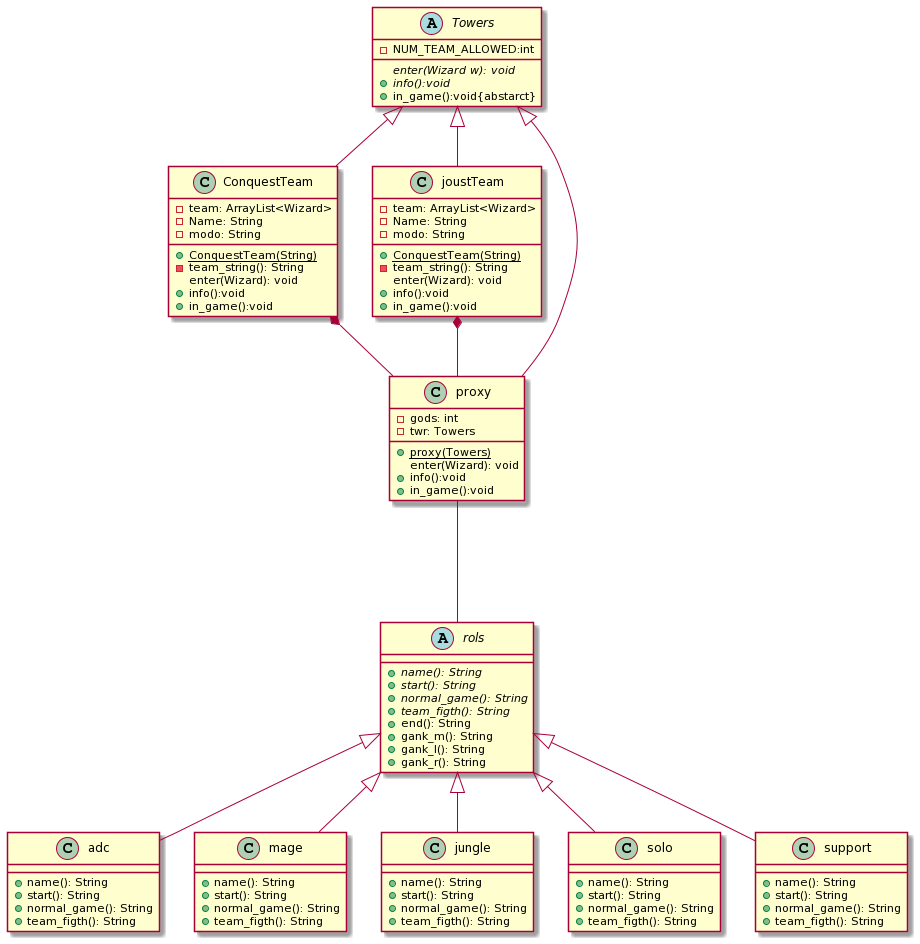 A Towers
NUM_TEAM_ALLOWED:int
enter(Wizard w): void
info():void
in_game():void{abstarct}
C ConquestTeam
team: ArrayList<Wizard>
Name: String
modo: String
ConquestTeam(String)
team_string(): String
enter(Wizard): void
info():void
in_game():void
C joustTeam
team: ArrayList<Wizard>
Name: String
modo: String
ConquestTeam(String)
team_string(): String
enter(Wizard): void
info():void
in_game():void
C proxy
gods: int
twr: Towers
proxy(Towers)
enter(Wizard): void
info():void
in_game():void
A rols
name(): String
start(): String
normal_game(): String
team_figth(): String
end(): String
gank_m(): String
gank_l(): String
gank_r(): String
C adc
name(): String
start(): String
normal_game(): String
team_figth(): String
C mage
name(): String
start(): String
normal_game(): String
team_figth(): String
C jungle
name(): String
start(): String
normal_game(): String
team_figth(): String
C solo
name(): String
start(): String
normal_game(): String
team_figth(): String
C support
name(): String
start(): String
normal_game(): String
team_figth(): String